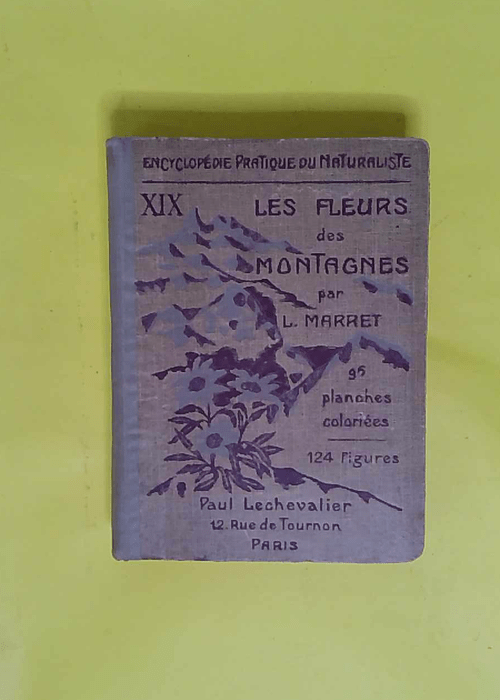 ENCYCLOPÉDIE PRATIQUE DU NATURALISTE
XIX
LES FLEURS
des
MONTAGNES
par
L. MARRET
96
planches
coloriées
124 Figures
Paul Lechevalier
12. Rue de Tournon
PARIS